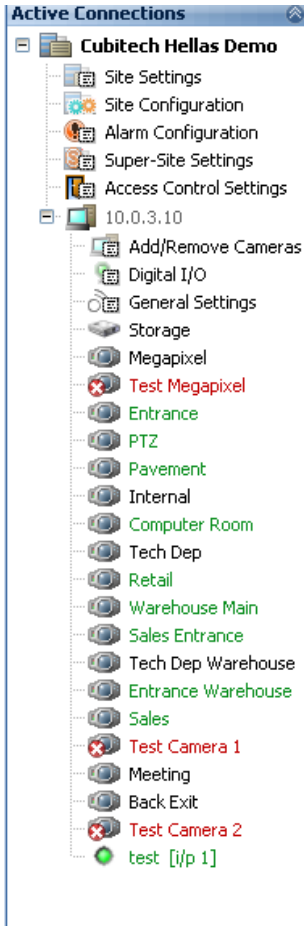 Active Connections
Cubitech Hellas Demo
Site Settings
Site Configuration
Alarm Configuration
Super-Site Settings
Access Control Settings
10.0.3.10
Add/Remove Cameras
Digital I/O
General Settings
Storage
Megapixel
Test Megapixel
Entrance
PTZ
Pavement
Internal
Computer Room
Tech Dep
Retail
Warehouse Main
Sales Entrance
Tech Dep Warehouse
Entrance Warehouse
Sales
Test Camera 1
Meeting
Back Exit
Test Camera 2
test [i/p 1]